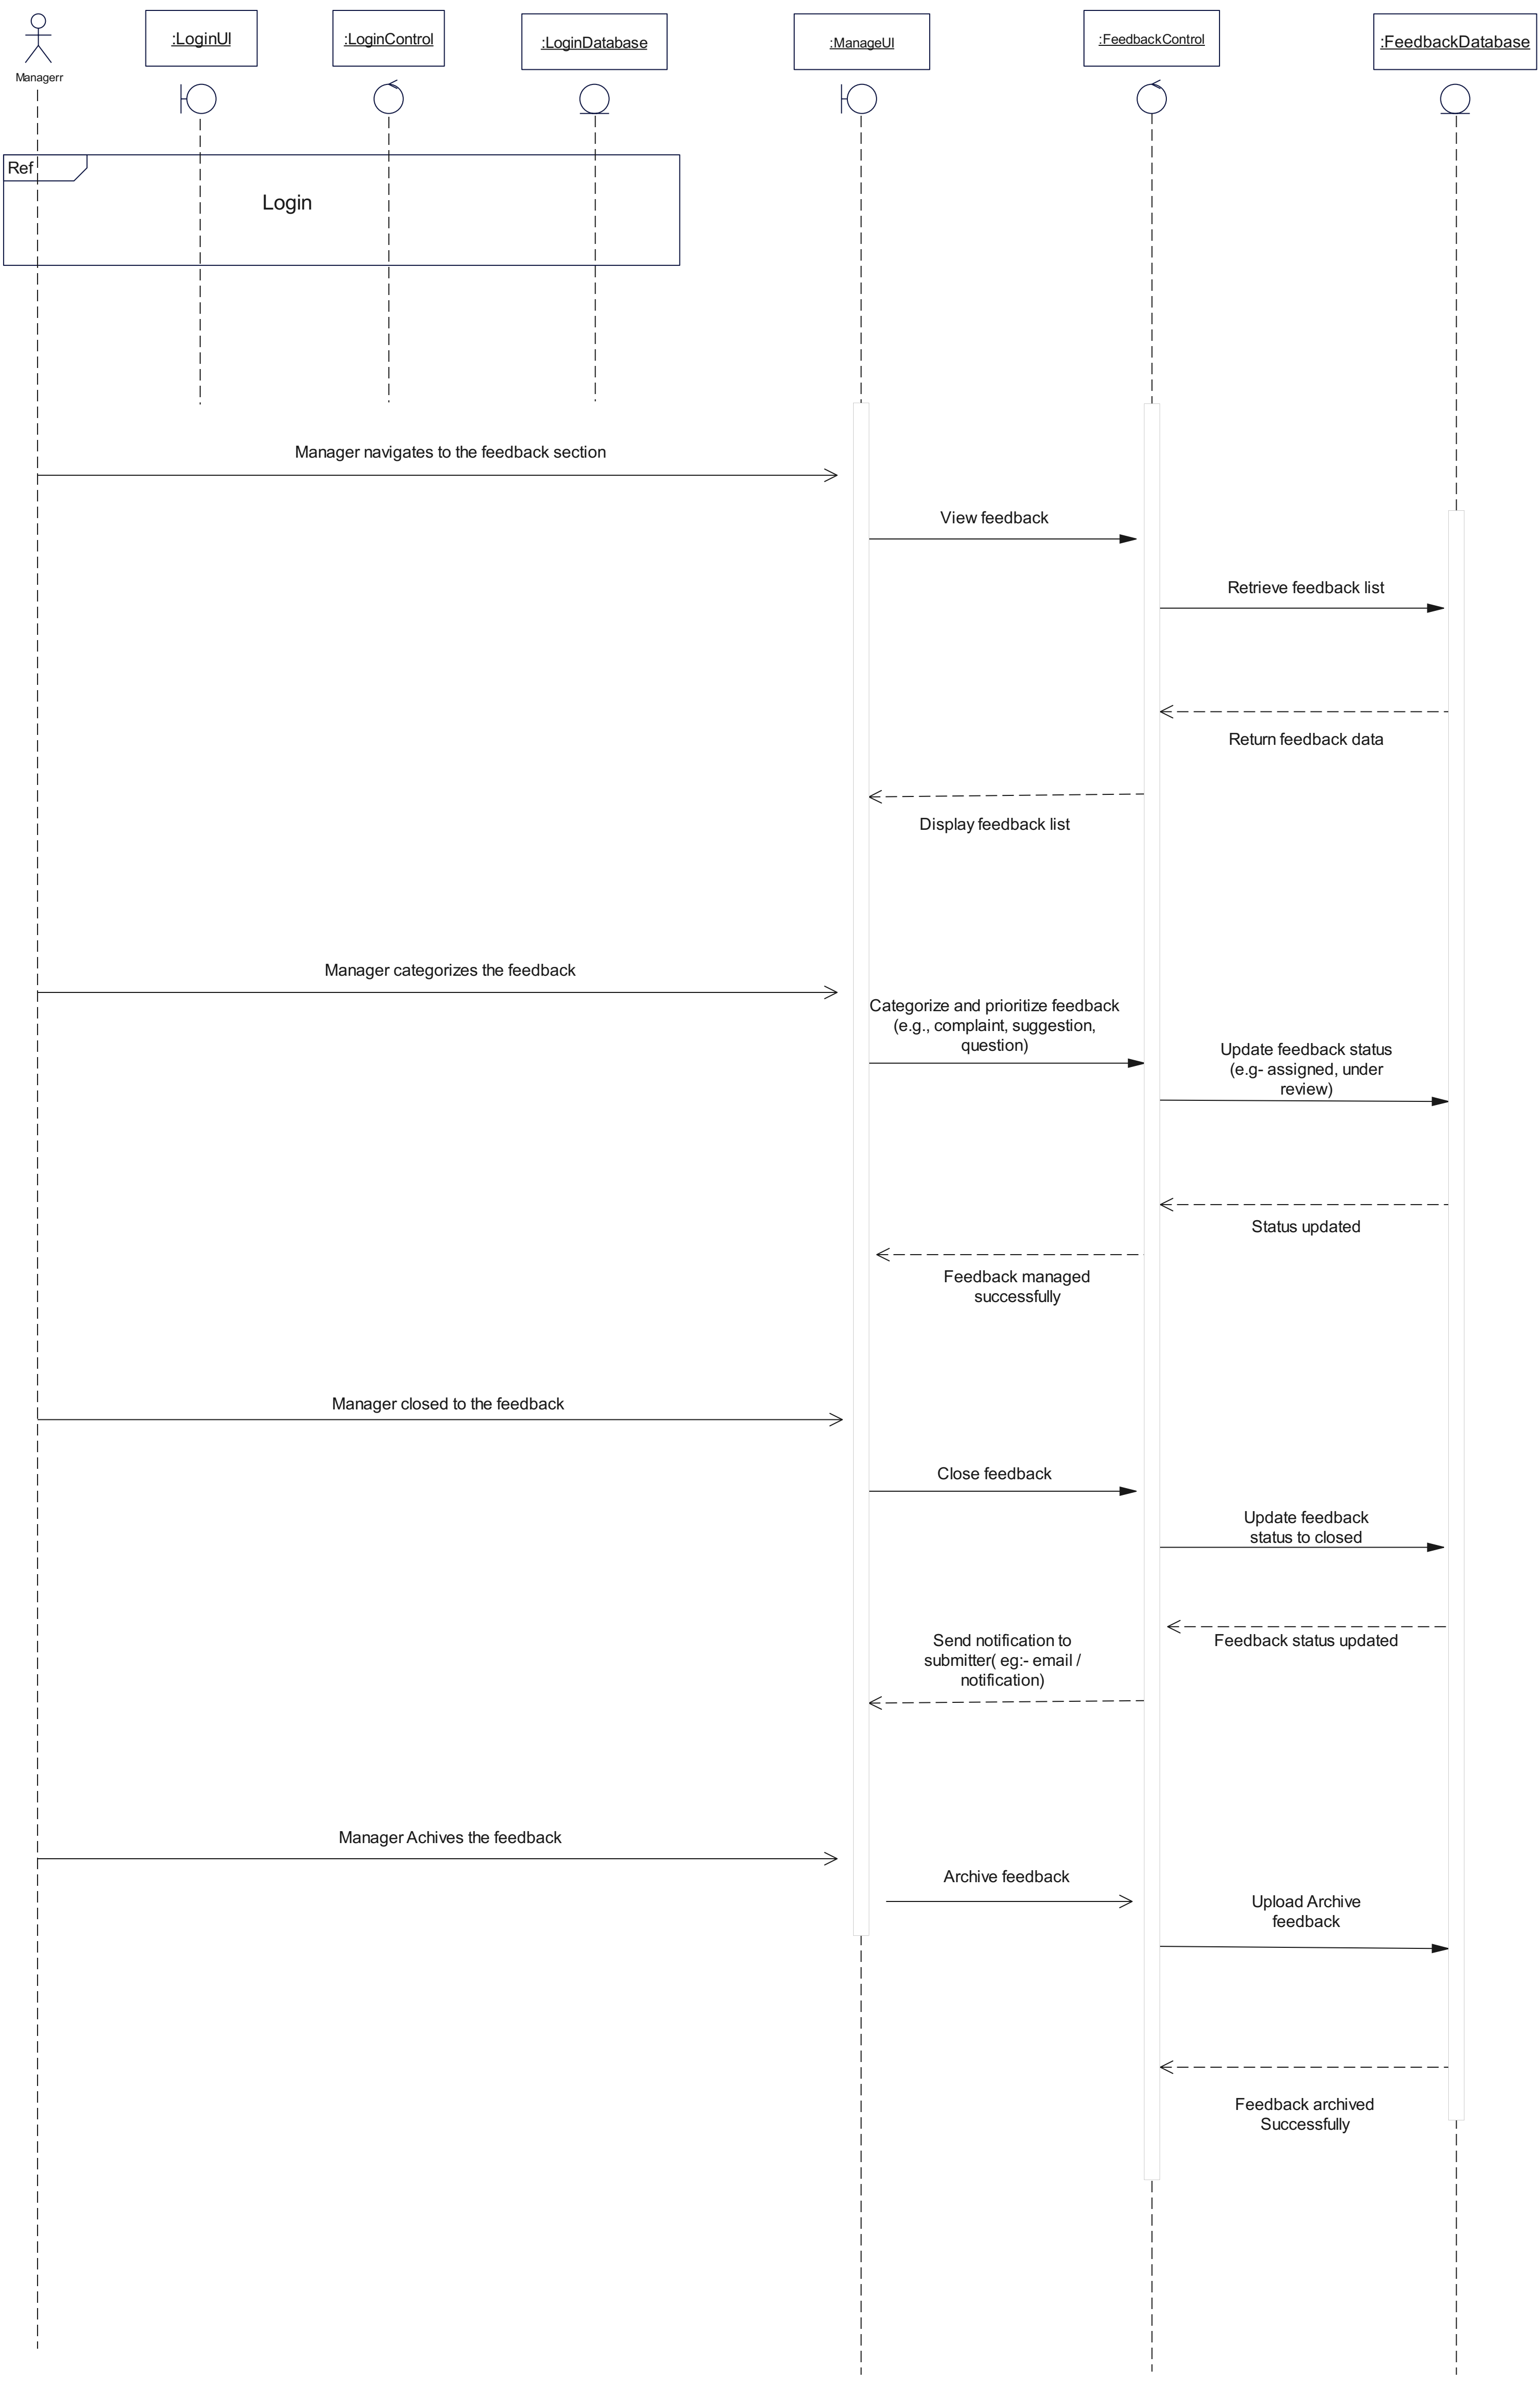 Managerr
:LoginUI
:LoginControl
:LoginDatabase
:ManageUI
:FeedbackControl
:FeedbackDatabase
Ref
Login
Manager navigates to the feedback section
View feedback
Retrieve feedback list
Return feedback data
Display feedback list
Manager categorizes the feedback
Categorize and prioritize feedback
(e.g., complaint, suggestion,
question)
Update feedback status
(e.g- assigned, under
review)
Status updated
Feedback managed
successfully
Manager closed to the feedback
Close feedback
Update feedback
status to closed
Feedback status updated
Send notification to
submitter( eg:- email /
notification)
Manager Achives the feedback
Archive feedback
Upload Archive
feedback
Feedback archived
Successfully